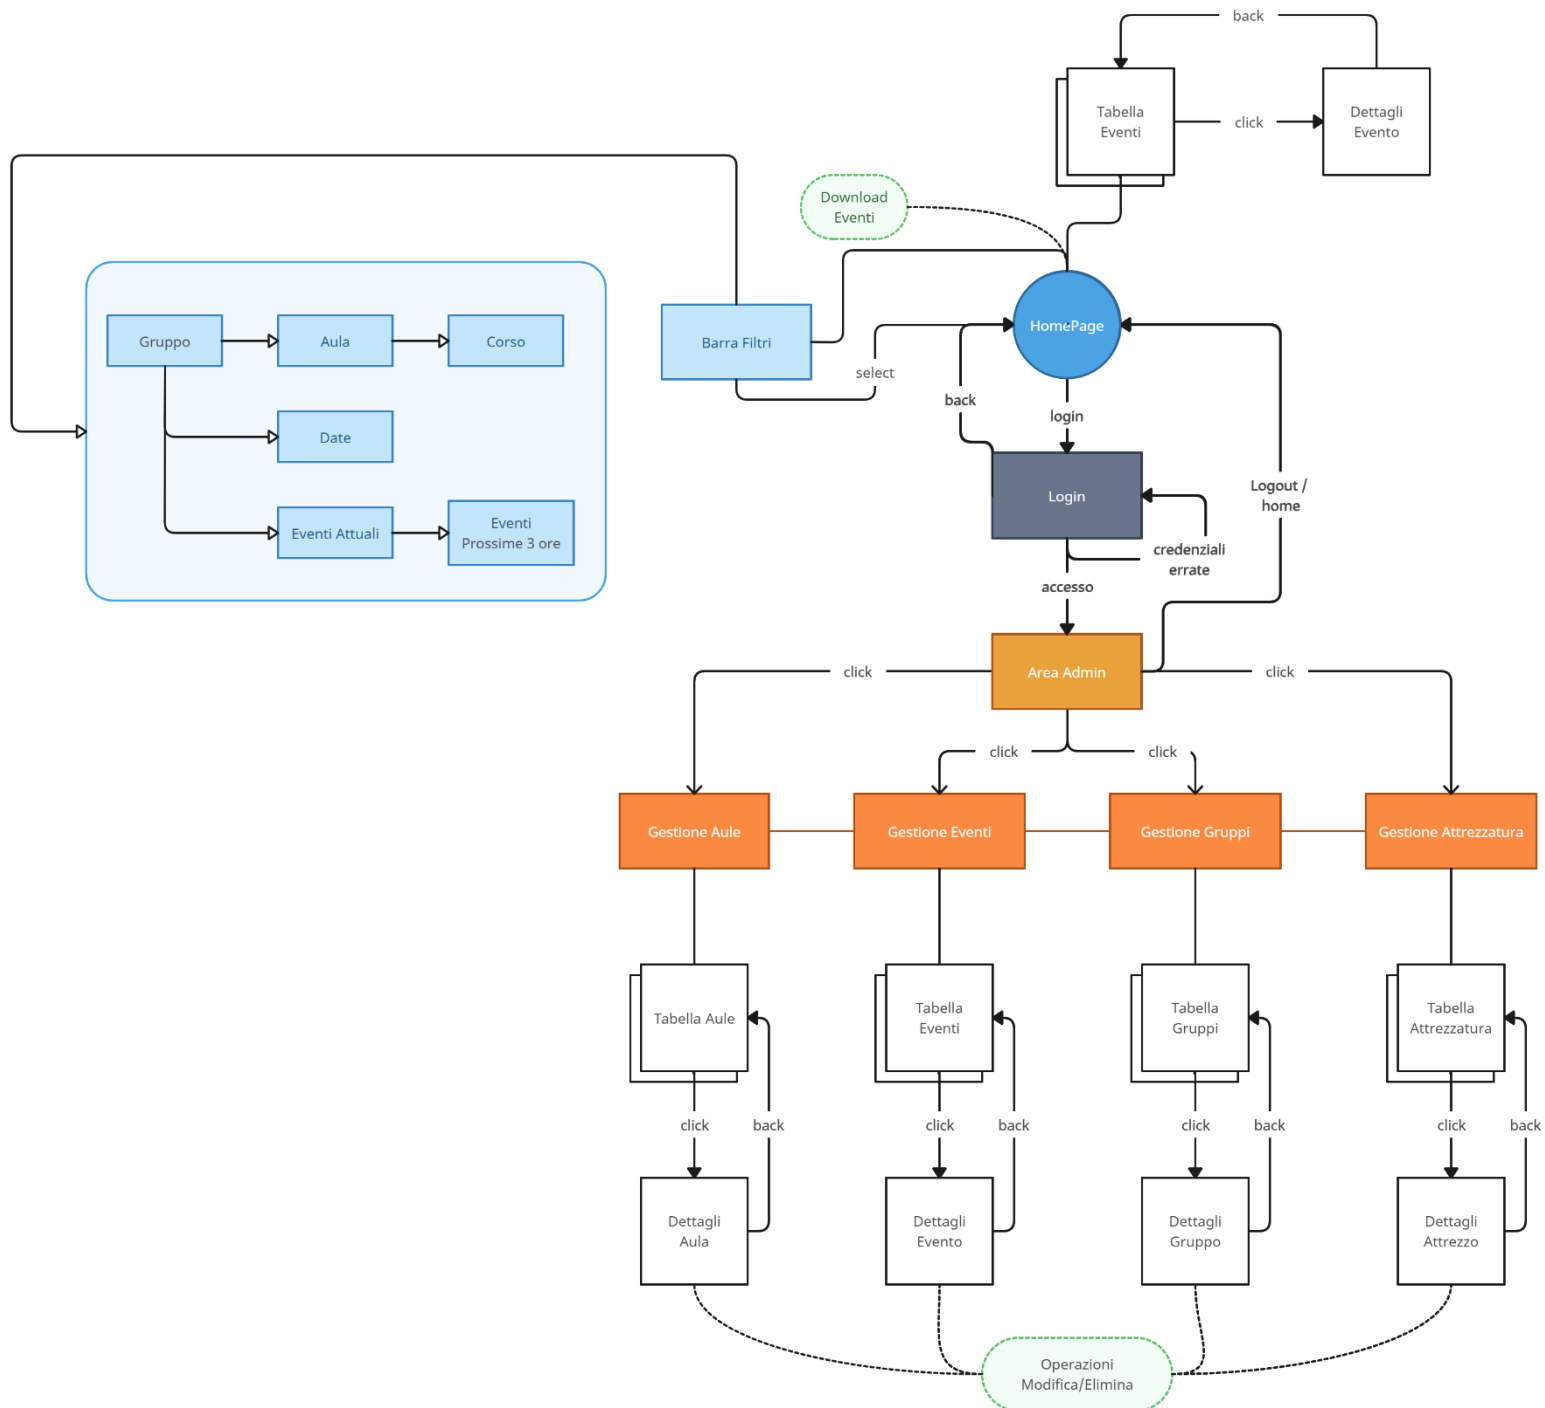 back
Tabella
Eventi
click
Dettagli
Evento
Download
Eventi
Gruppo
Aula
Corso
Barra Filtri
HomePage
select
back
login
Date
Login
Logout /
home
Eventi Attuali
Eventi
Prossime 3 ore
credenziali
errate
accesso
click
Area Admin
click
click
click
Gestione Aule
Gestione Eventi
Gestione Gruppi
Gestione Attrezzatura
Tabella Aule
Tabella
Eventi
Tabella
Gruppi
Tabella
Attrezzatura
click
back
click
back
click
back
click
back
Dettagli
Aula
Dettagli
Evento
Dettagli
Gruppo
Dettagli
Attrezzo
Operazioni
Modifica/Elimina